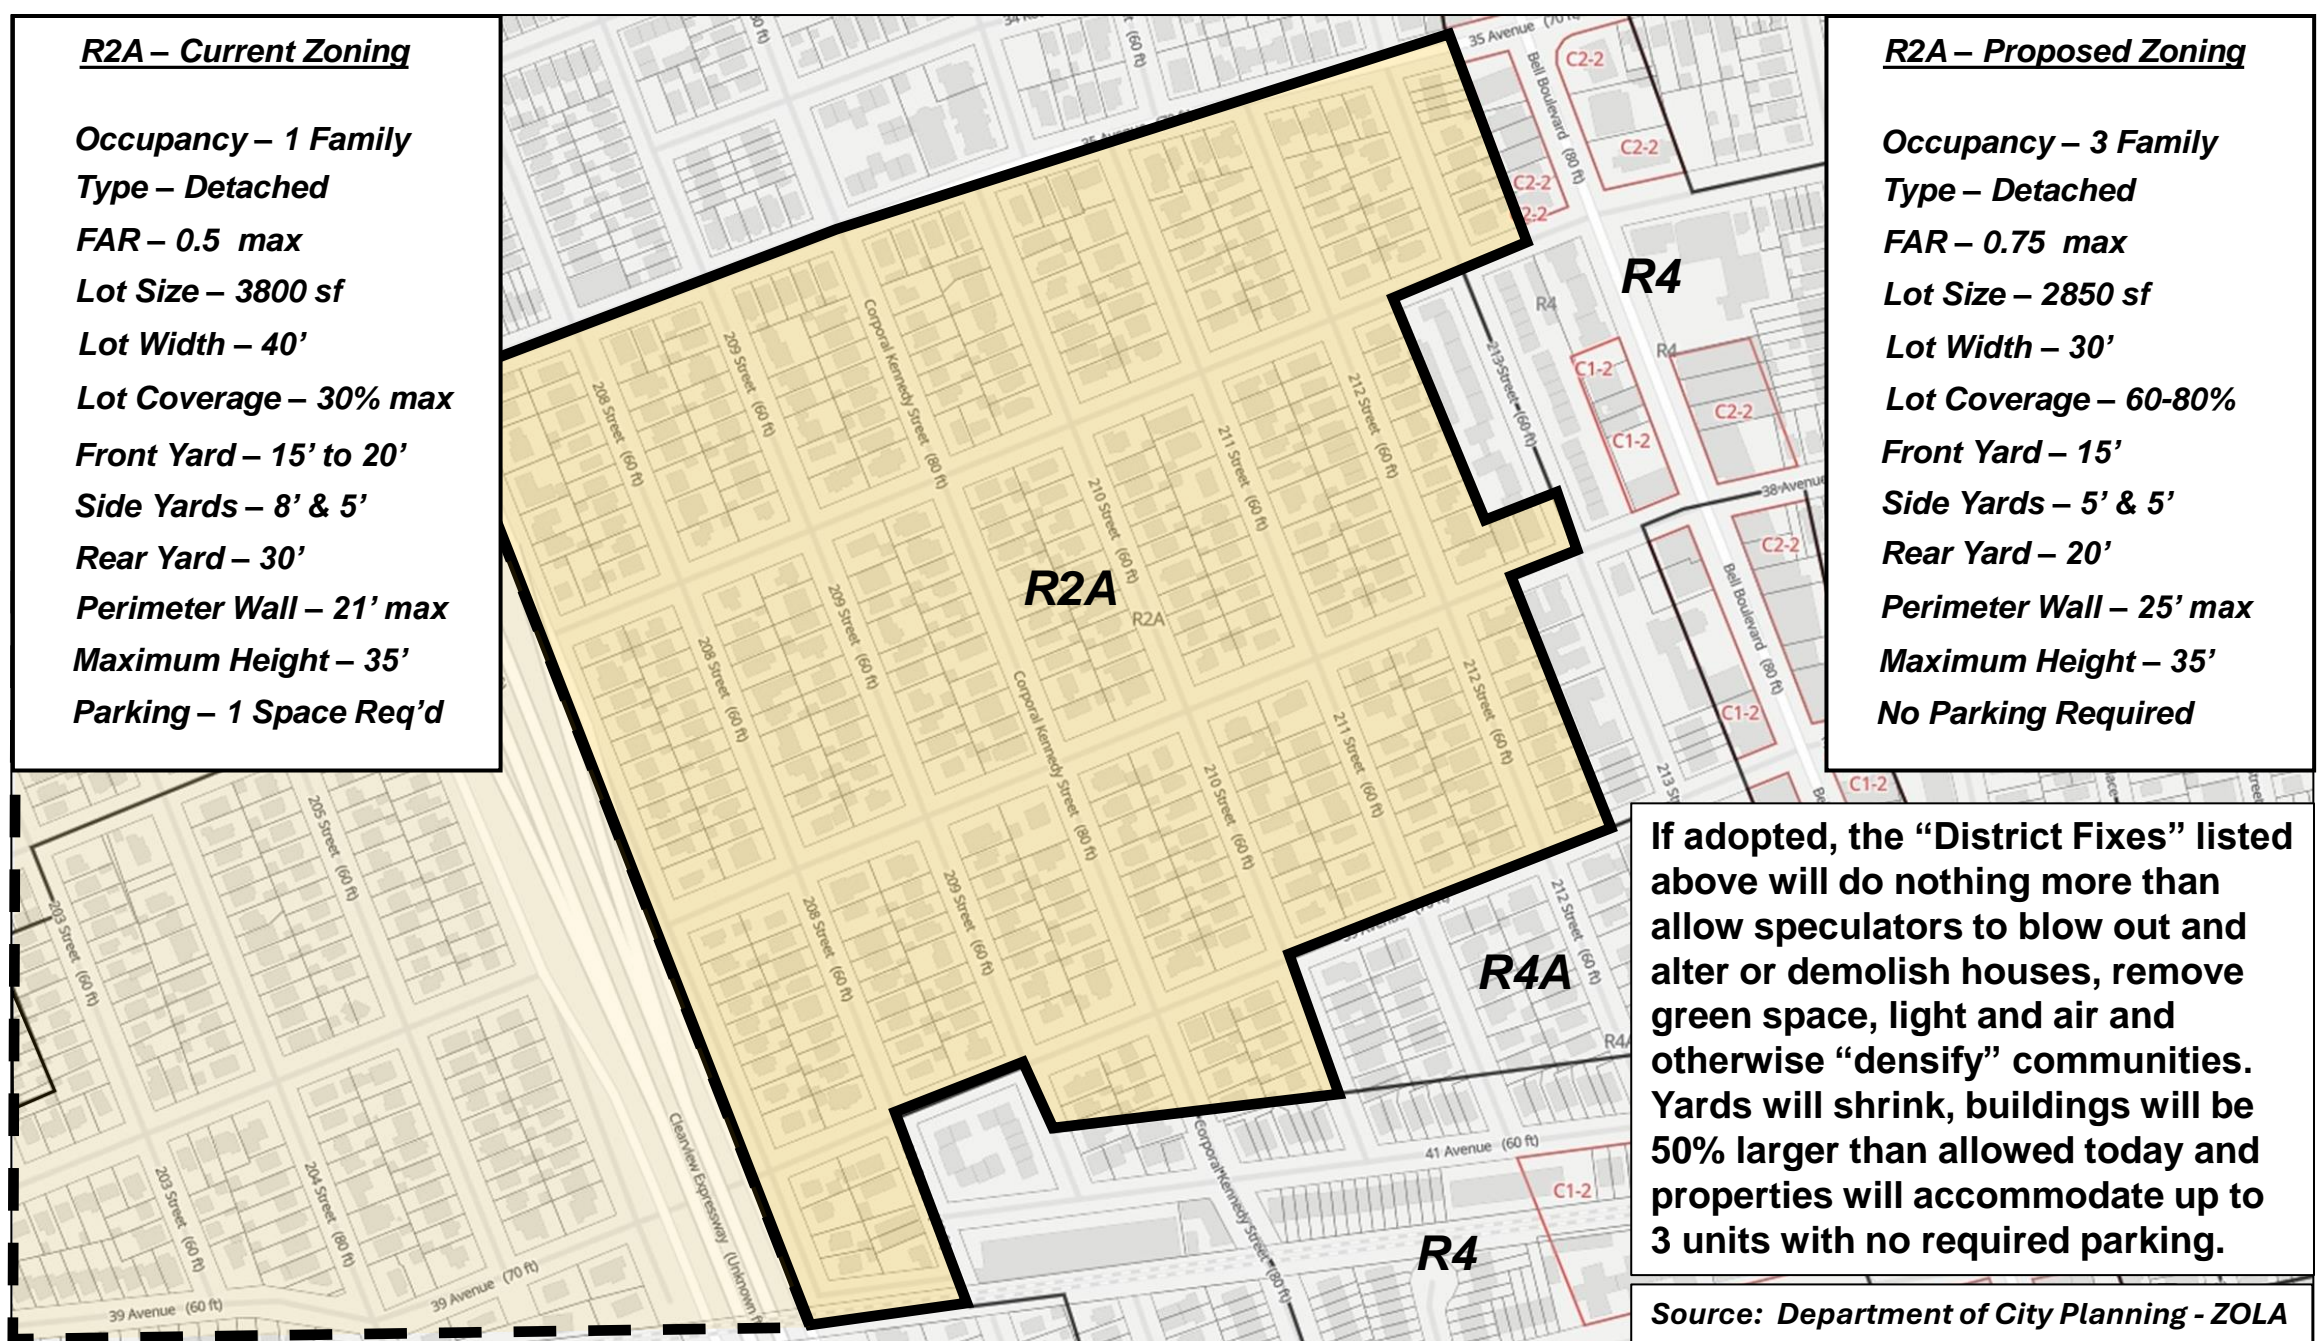 R2A – Current Zoning
Occupancy – 1 Family
Type – Detached
FAR – 0.5 max
Lot Size – 3800 sf
Lot Width – 40’
Lot Coverage – 30% max
Front Yard – 15’ to 20’
Side Yards – 8’ & 5’
Rear Yard – 30’
Perimeter Wall – 21’ max
Maximum Height – 35’
Parking – 1 Space Req’d
R2A – Proposed Zoning
Occupancy – 3 Family
Type – Detached
FAR – 0.75 max
Lot Size – 2850 sf
Lot Width – 30’
Lot Coverage – 60-80%
Front Yard – 15’
Side Yards – 5’ & 5’
Rear Yard – 20’
Perimeter Wall – 25’ max
Maximum Height – 35’
No Parking Required
35 Avenue
Bell Boulevard (80 ft)
C2-2
C2-2
C2-2
2-2
R4
R4
R4
C1-2
C1-2
C2-2
38 Avenue
C2-2
Bell Boulevard (80 ft)
C1-2
C1-2
(60 ft)
208 Street (60 ft)
209 Street (60 ft)
Corporal Kennedy Street (80 ft)
210 Street (60 ft)
211 Street (60 ft)
212 Street (60 ft)
213 Street (60 ft)
R2A
R2A
208 Street (60 ft)
209 Street (60 ft)
Corporal Kennedy Street (80 ft)
210 Street (60 ft)
211 Street (60 ft)
212 Street (60 ft)
213 St
208 Street (60 ft)
209 Street (60 ft)
212 Street (60 ft)
R4A
R4A
203 Street (60 ft)
205 Street (60 ft)
203 Street (60 ft)
204 Street (80 ft)
39 Avenue (60 ft)
39 Avenue (70 ft)
Clearview Expressway (Unknown
Corporal Kennedy Street (80 ft)
41 Avenue (60 ft)
C1-2
R4
If adopted, the “District Fixes” listed
above will do nothing more than
allow speculators to blow out and
alter or demolish houses, remove
green space, light and air and
otherwise “densify” communities.
Yards will shrink, buildings will be
50% larger than allowed today and
properties will accommodate up to
3 units with no required parking.
Source: Department of City Planning - ZOLA